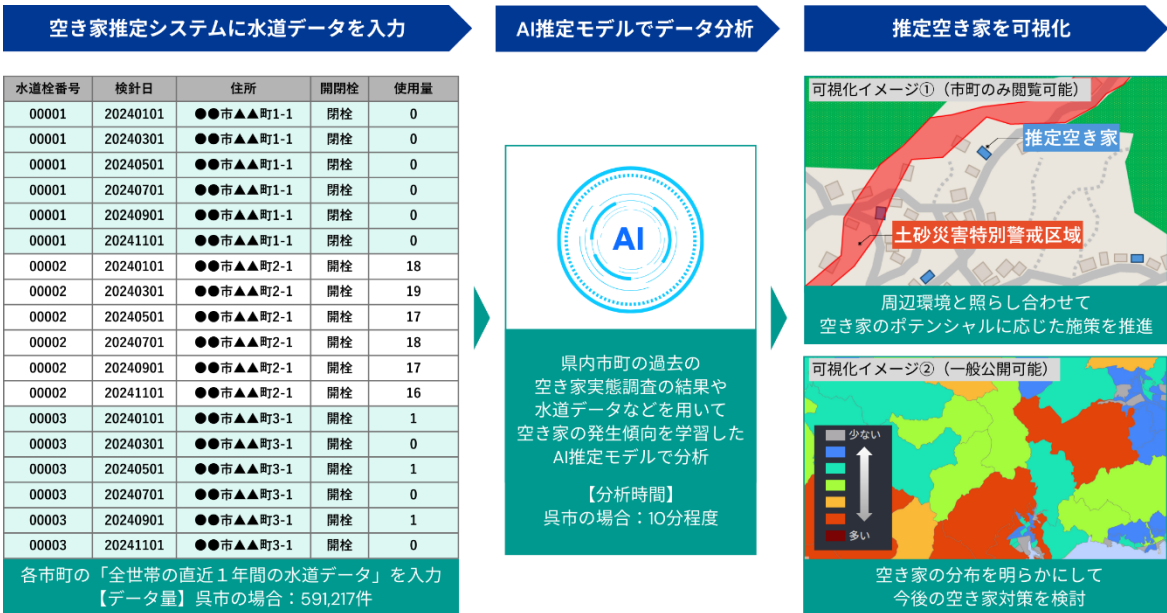 空き家推定システムに水道データを入力
水道栓番号 検針日 住所 開閉栓 使用量
00001 20240101 ●●市▲▲町1-1 閉栓 0
00001 20240301 ●●市▲▲町1-1 閉栓 0
00001 20240501 ●●市▲▲町1-1 閉栓 0
00001 20240701 ●●市▲▲町1-1 閉栓 0
00001 20240901 ●●市▲▲町1-1 閉栓 0
00001 20241101 ●●市▲▲町1-1 閉栓 0
00002 20240101 ●●市▲▲町2-1 開栓 18
00002 20240301 ●●市▲▲町2-1 開栓 19
00002 20240501 ●●市▲▲町2-1 開栓 17
00002 20240701 ●●市▲▲町2-1 開栓 18
00002 20240901 ●●市▲▲町2-1 開栓 17
00002 20241101 ●●市▲▲町2-1 開栓 16
00003 20240101 ●●市▲▲町3-1 開栓 1
00003 20240301 ●●市▲▲町3-1 開栓 0
00003 20240501 ●●市▲▲町3-1 開栓 1
00003 20240701 ●●市▲▲町3-1 開栓 0
00003 20240901 ●●市▲▲町3-1 開栓 1
00003 20241101 ●●市▲▲町3-1 開栓 0
各市町の「全世帯の直近1年間の水道データ」を入力
【データ量】呉市の場合:591,217件
AI推定モデルでデータ分析
AI
県内市町の過去の
空き家実態調査の結果や
水道データなどを用いて
空き家の発生傾向を学習した
AI推定モデルで分析
【分析時間】
呉市の場合:10分程度
推定空き家を可視化
可視化イメージ①(市町のみ閲覧可能)
推定空き家
土砂災害特別警戒区域
周辺環境と照らし合わせて
空き家のポテンシャルに応じた施策を推進
可視化イメージ②(一般公開可能)
少ない
多い
空き家の分布を明らかにして
今後の空き家対策を検討